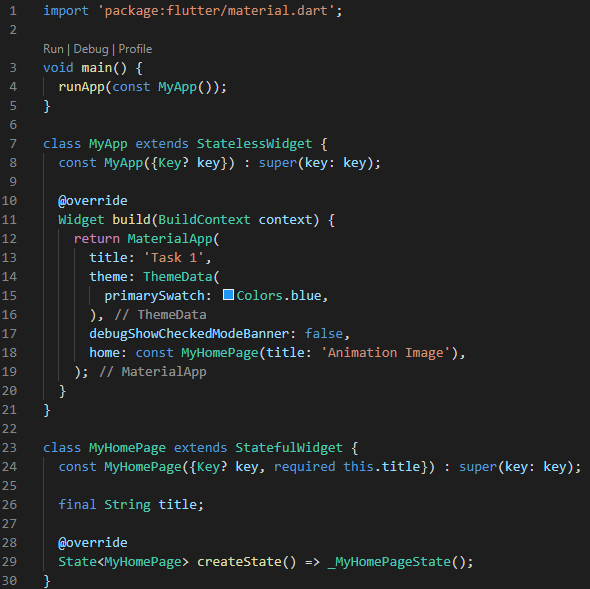 1 import 'package:flutter/material.dart';
2
Run | Debug | Profile
3 void main() {
4   runApp(const MyApp());
5 }
6
7 class MyApp extends StatelessWidget {
8   const MyApp({Key? key}) : super(key: key);
9
10   @override
11   Widget build(BuildContext context) {
12     return MaterialApp(
13       title: 'Task 1',
14       theme: ThemeData(
15         primarySwatch: Colors.blue,
16       ), // ThemeData
17       debugShowCheckedModeBanner: false,
18       home: const MyHomePage(title: 'Animation Image'),
19     ); // MaterialApp
20   }
21 }
22
23 class MyHomePage extends StatefulWidget {
24   const MyHomePage({Key? key, required this.title}) : super(key: key);
25
26   final String title;
27
28   @override
29   State<MyHomePage> createState() => _MyHomePageState();
30 }